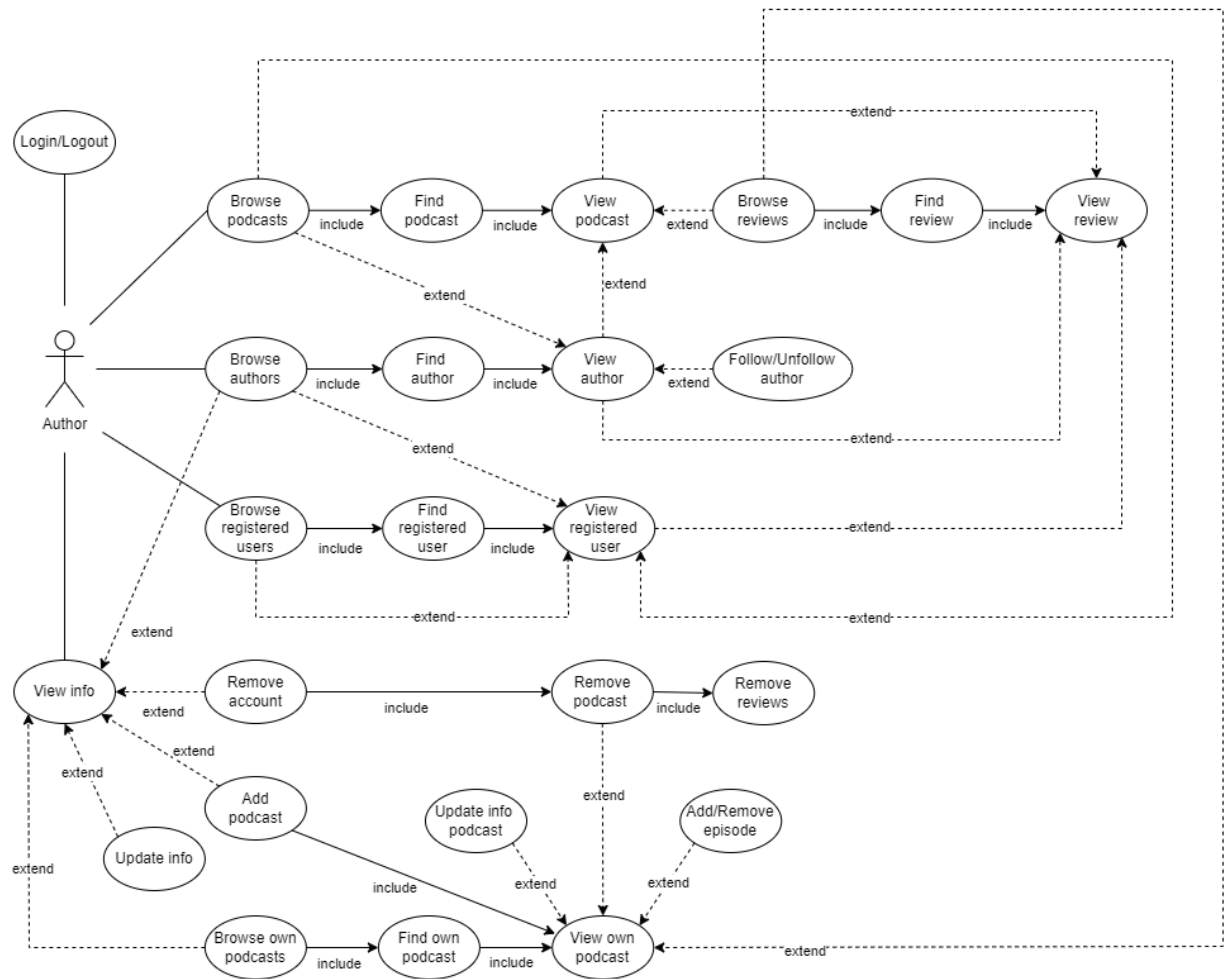 extend
Login/Logout
Browse
podcasts
include
Find
podcast
include
View
podcast
extend
Browse
reviews
include
Find
review
include
View
review
extend
extend
Author
Browse
authors
include
Find
author
include
View
author
extend
Follow/Unfollow
author
extend
extend
Browse
registered
users
include
Find
registered
user
include
View
registered
user
extend
extend
extend
extend
View info
extend
Remove
account
include
Remove
podcast
include
Remove
reviews
extend
extend
extend
Add
podcast
Update info
podcast
Add/Remove
episode
Update info
extend
include
extend
extend
Browse own
podcasts
include
Find own
podcast
include
View own
podcast
extend